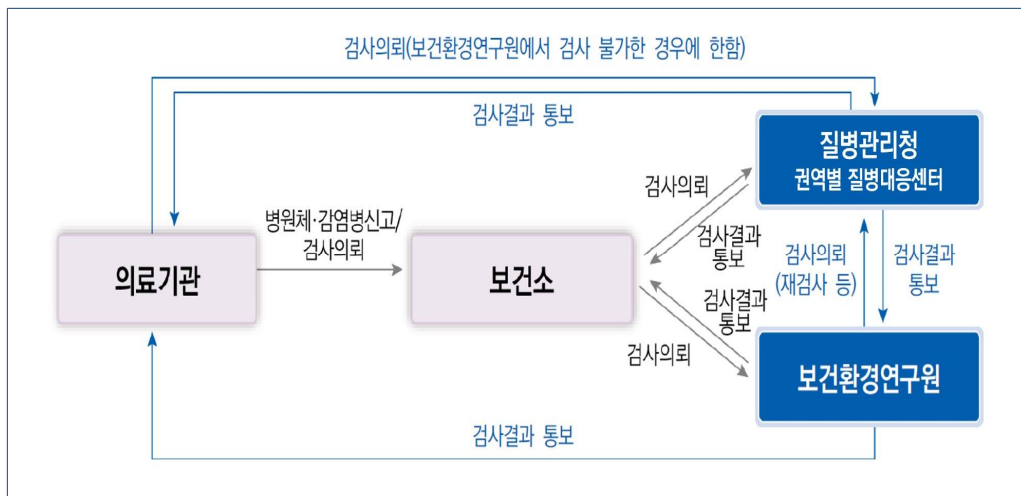 검사의뢰(보건환경연구원에서 검사 불가한 경우에 한함)
검사결과 통보
질병관리청
권역별 질병대응센터
검사의뢰
병원체·감염병신고/
검사의뢰
검사결과
통보
의료기관
보건소
검사의뢰
(재검사 등)
검사결과
통보
검사결과
통보
검사의뢰
보건환경연구원
검사결과 통보